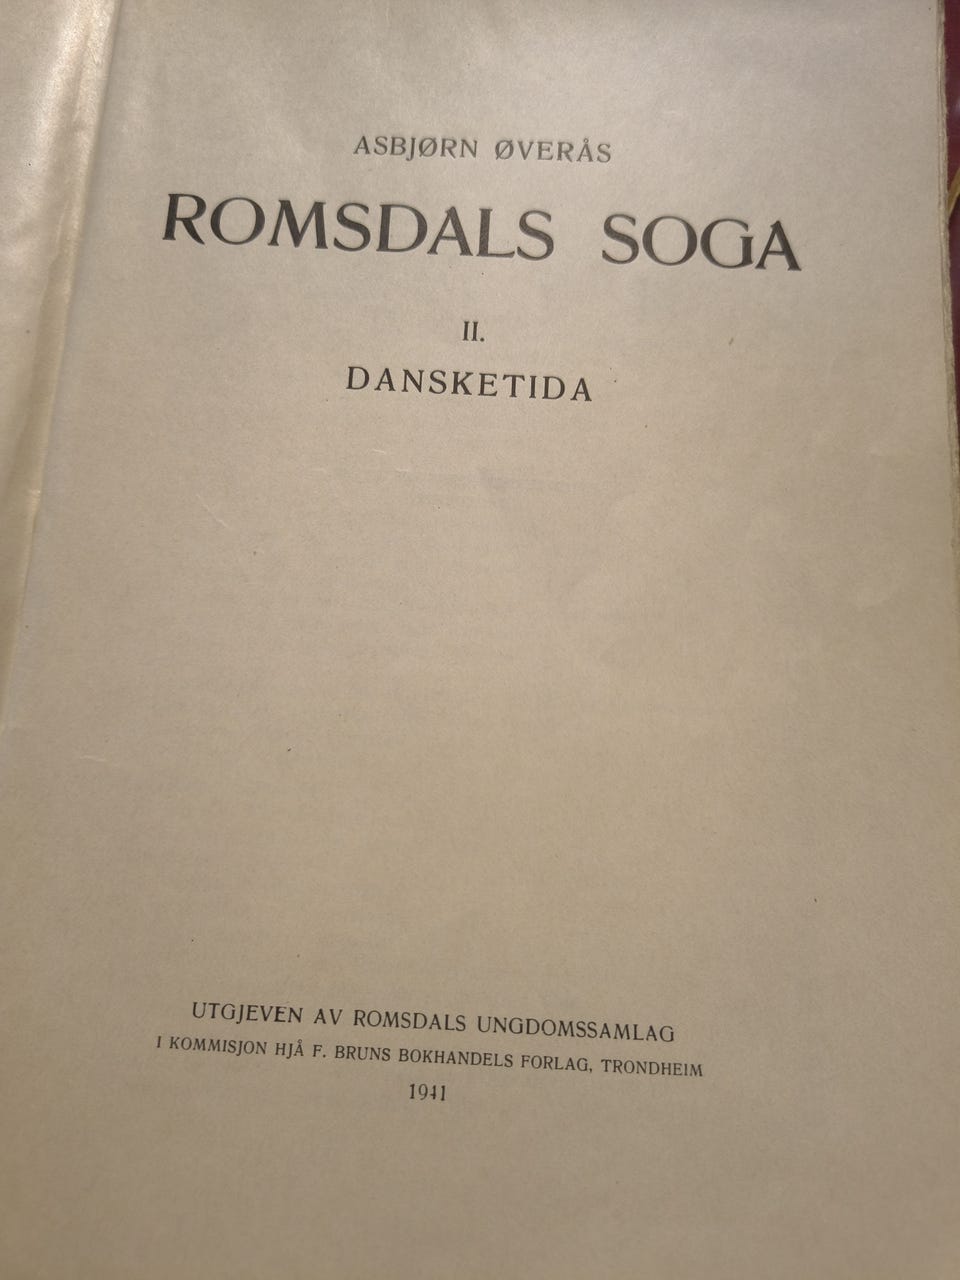 ASBJØRN ØVERÅS
ROMSDALS SOGA
II.
DANSKETIDA
UTGJEVEN AV ROMSDALS UNGDOMSSAMLAG
I KOMMISJON HJÅ F. BRUNS BOKHANDELS FORLAG, TRONDHEIM
1941